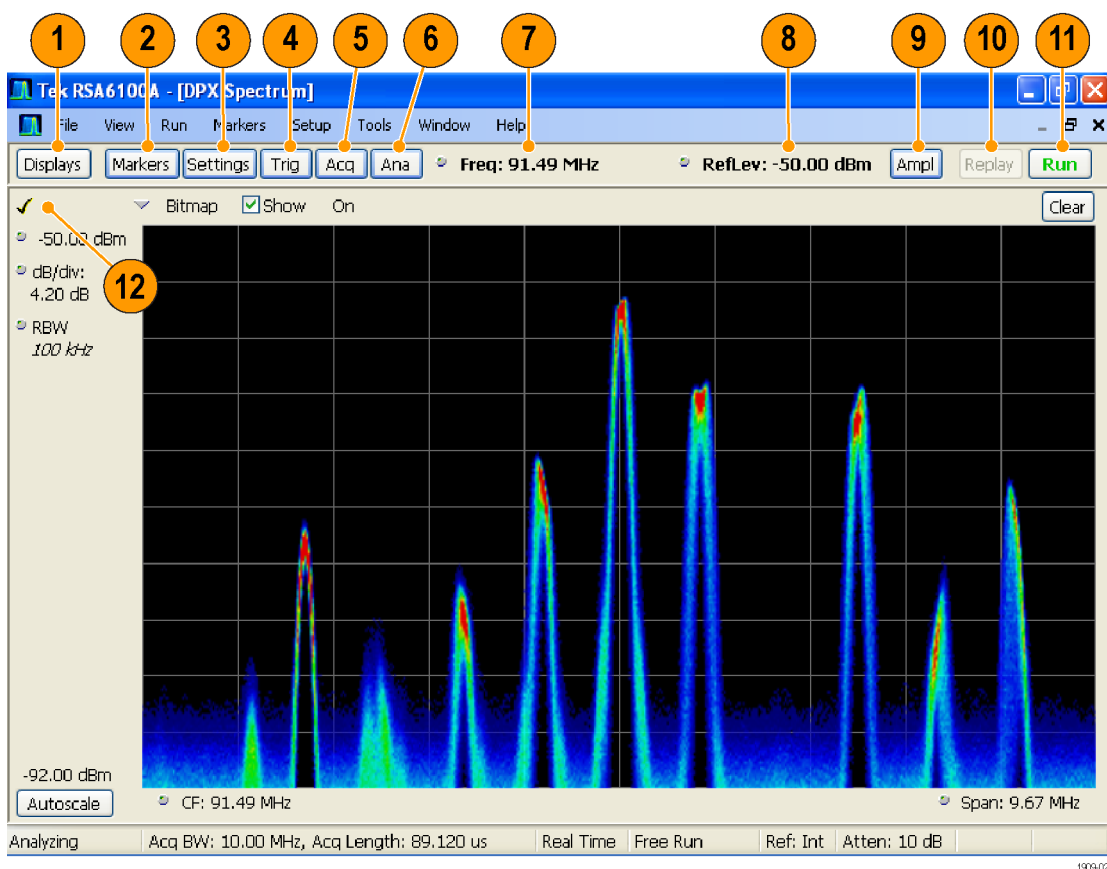 1 2 3 4 5 6 7 8 9 10 11
Tek RSA6100A - [DPX Spectrum]
File View Run Markers Setup Tools Window Help
Displays Markers Settings Trig Acq Ana Freq: 91.49 MHz RefLev: -50.00 dBm Ampl Replay Run
Bitmap Show On Clear
-50.00 dBm
dB/div:
4.20 dB
12
RBW
100 kHz
-92.00 dBm
Autoscale CF: 91.49 MHz Span: 9.67 MHz
Analyzing Acq BW: 10.00 MHz, Acq Length: 89.120 us Real Time Free Run Ref: Int Atten: 10 dB